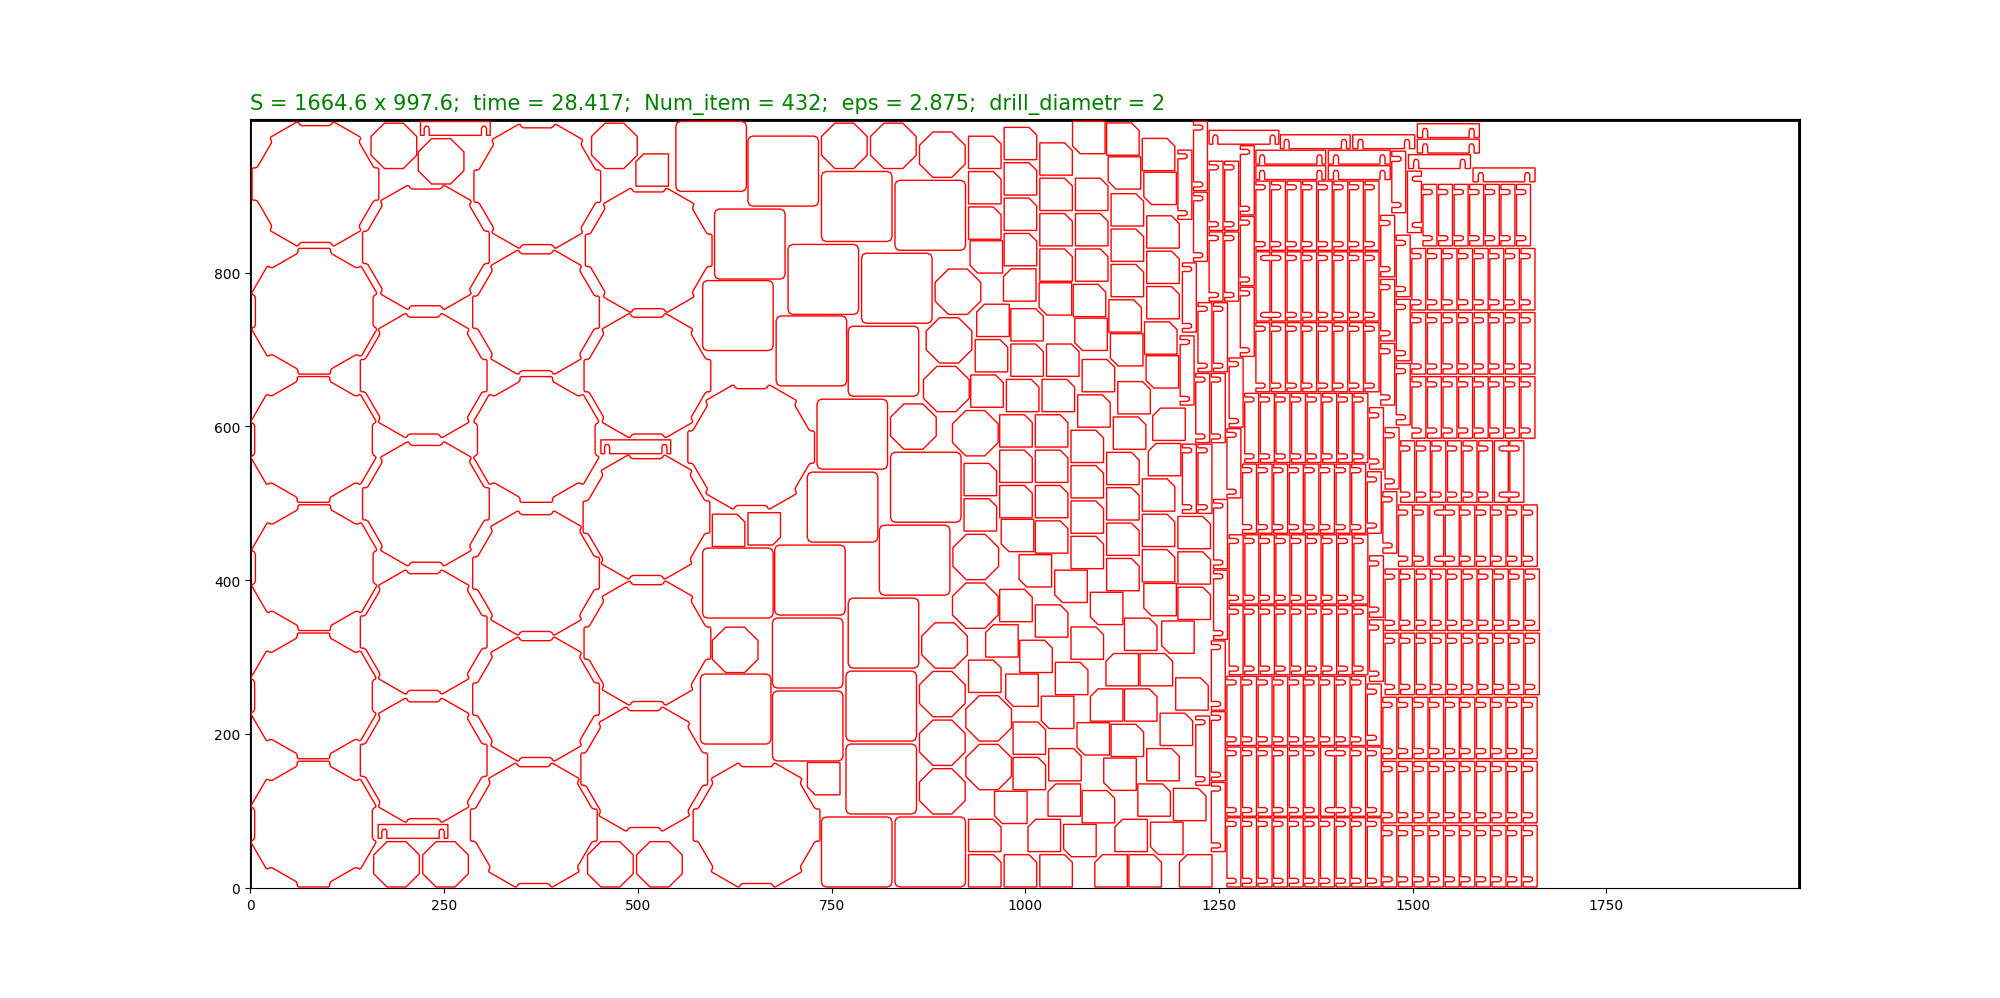 S = 1664.6 x 997.6;  time = 28.417;  Num_item = 432;  eps = 2.875;  drill_diametr = 2
800
600
400
200
0
0 250 500 750 1000 1250 1500 1750